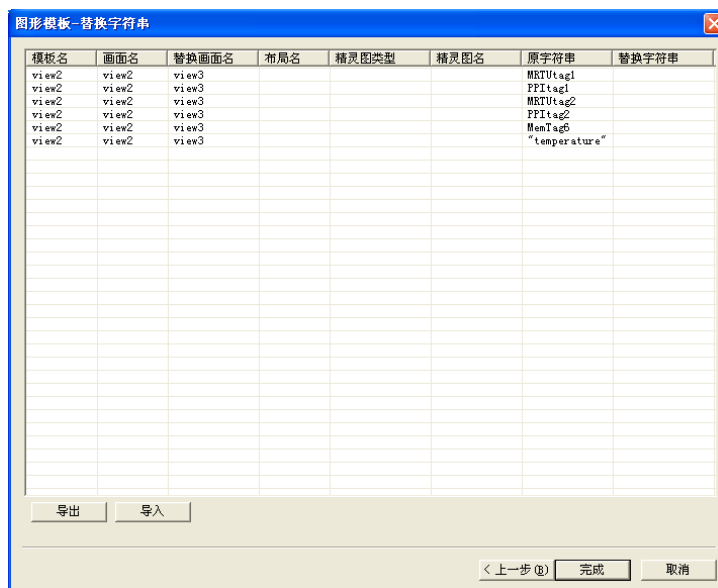 图形模板-替换字符串
模板名 画面名 替换画面名 布局名 精灵图类型 精灵图名 原字符串 替换字符串
view2 view2 view3 MRTUtag1
view2 view2 view3 PPItag1
view2 view2 view3 MRTUtag2
view2 view2 view3 PPItag2
view2 view2 view3 MemTag6
view2 view2 view3 "temperature"
导出 导入
< 上一步(B) 完成 取消